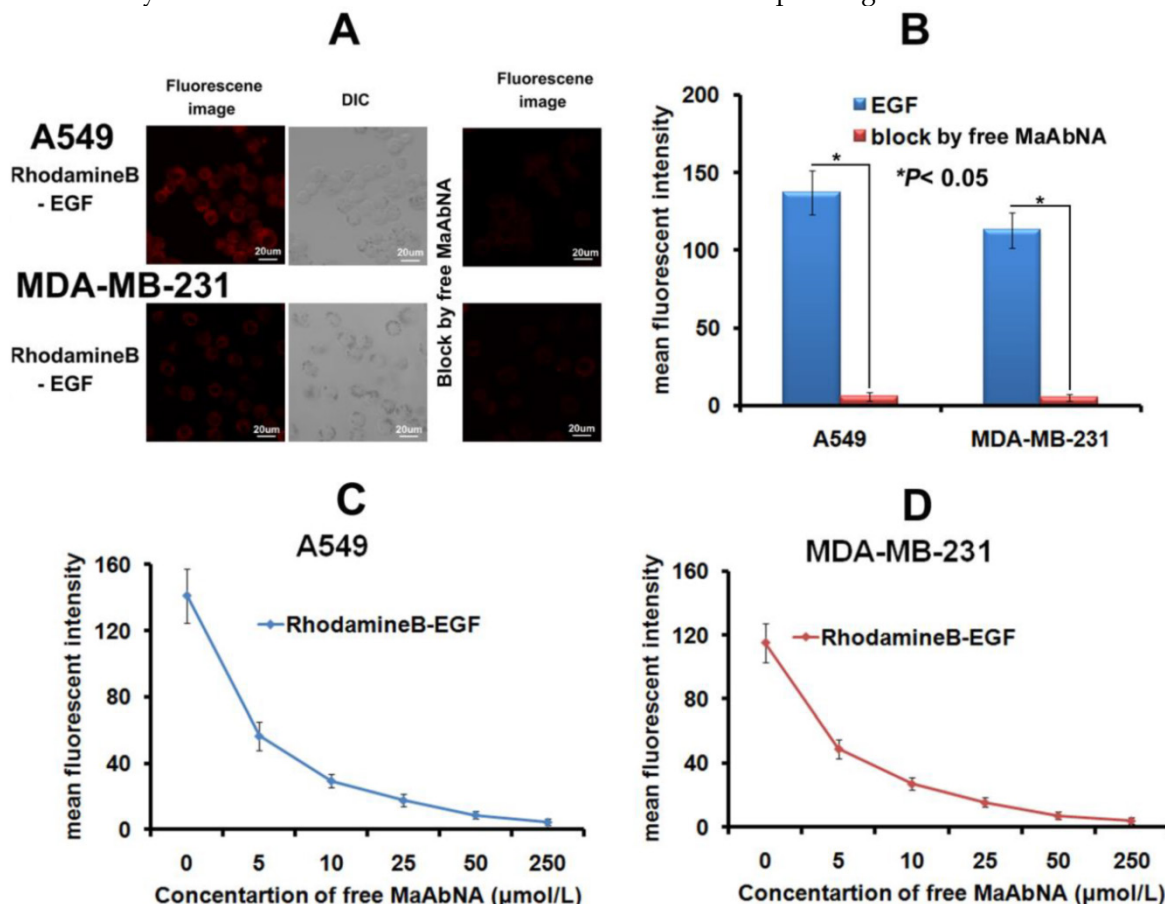 A
Fluorescene
image
DIC
Fluorescene
image
A549
RhodamineB
- EGF
20um
20um
20um
MDA-MB-231
RhodamineB
- EGF
20um
20um
20um
Block by free MaAbNA
B
mean fluorescent intensity
200
150
100
50
0
EGF
block by free MaAbNA
*
*P< 0.05
*
A549
MDA-MB-231
C
A549
mean fluorescent intensity
160
120
80
40
0
RhodamineB-EGF
0 5 10 25 50 250
Concentartion of free MaAbNA (μmol/L)
D
MDA-MB-231
mean fluorescent intensity
160
120
80
40
0
RhodamineB-EGF
0 5 10 25 50 250
Concentartion of free MaAbNA (μmol/L)